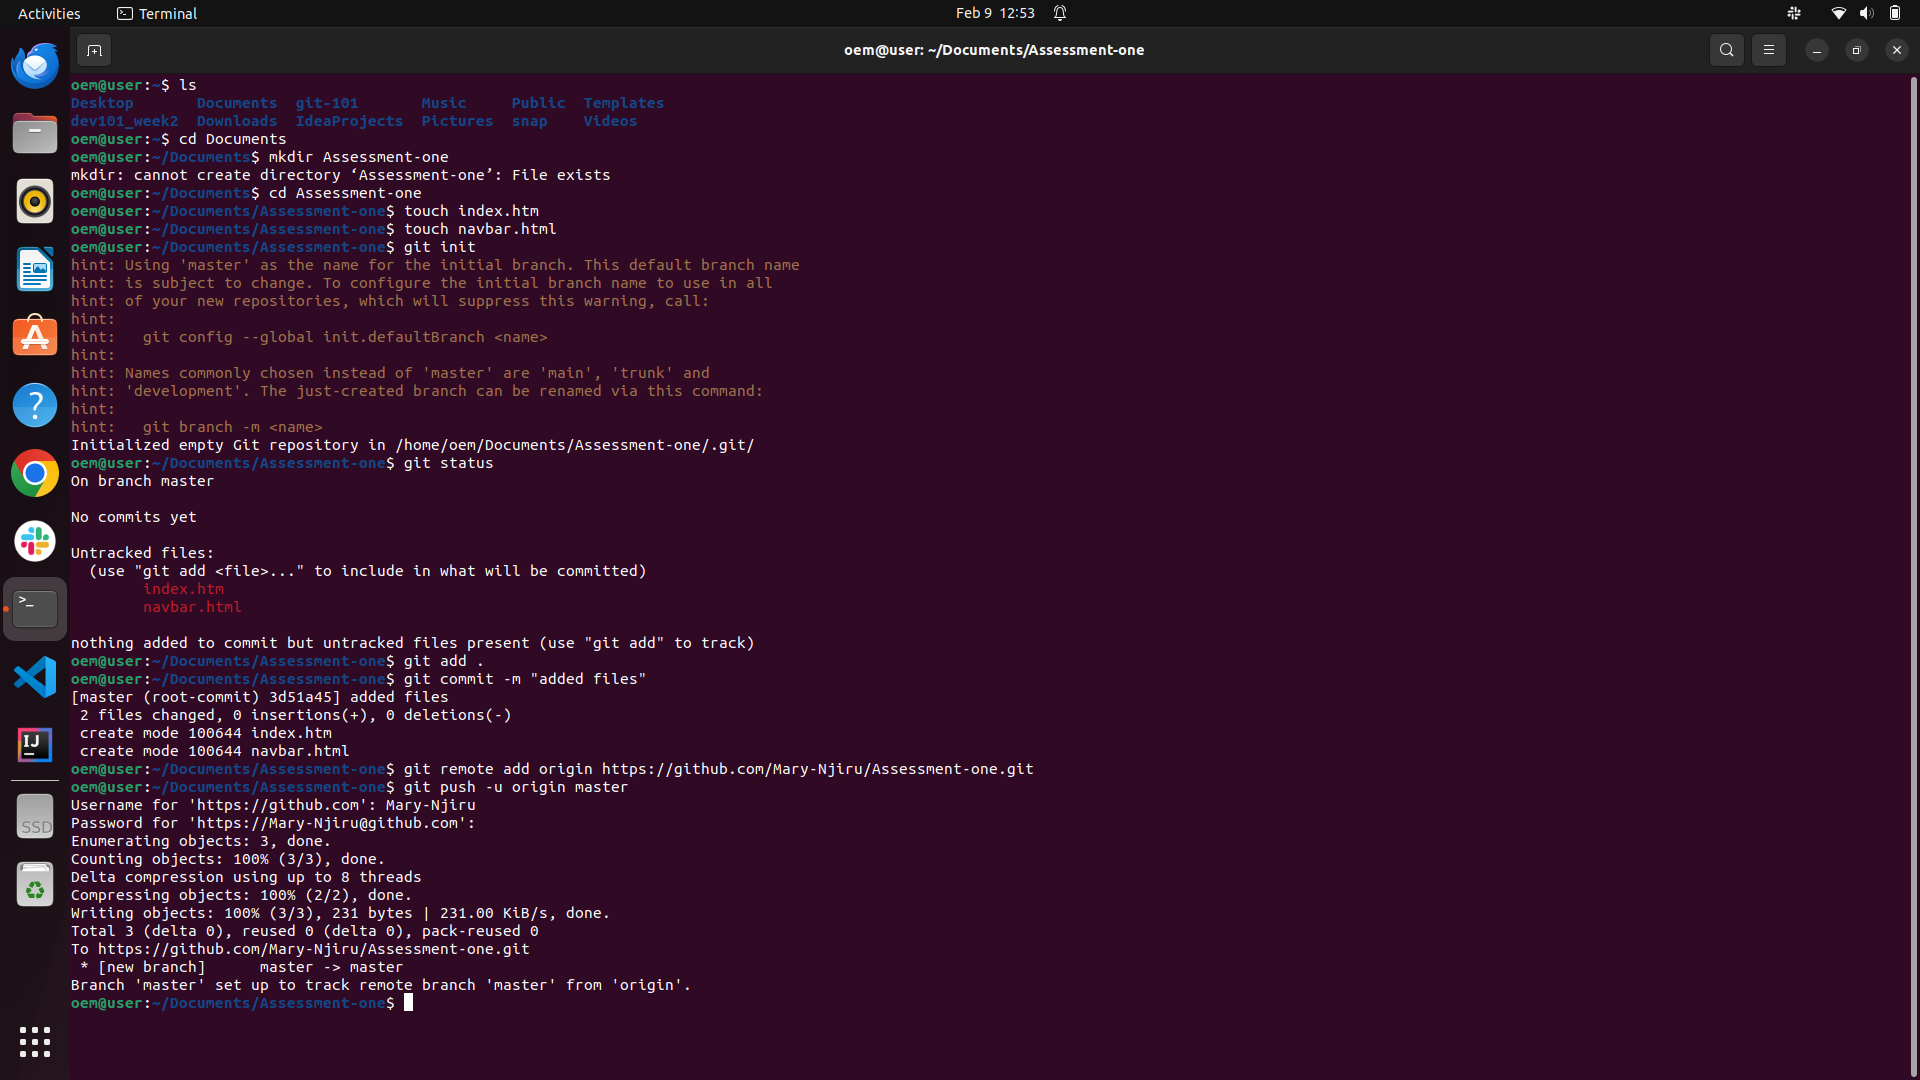 Activities Terminal Feb 9 12:53
oem@user: ~/Documents/Assessment-one
oem@user:~$ ls
Desktop Documents git-101 Music Public Templates
dev101_week2 Downloads IdeaProjects Pictures snap Videos
oem@user:~$ cd Documents
oem@user:~/Documents$ mkdir Assessment-one
mkdir: cannot create directory ‘Assessment-one’: File exists
oem@user:~/Documents$ cd Assessment-one
oem@user:~/Documents/Assessment-one$ touch index.htm
oem@user:~/Documents/Assessment-one$ touch navbar.html
oem@user:~/Documents/Assessment-one$ git init
hint: Using 'master' as the name for the initial branch. This default branch name
hint: is subject to change. To configure the initial branch name to use in all
hint: of your new repositories, which will suppress this warning, call:
hint:
hint:   git config --global init.defaultBranch <name>
hint:
hint: Names commonly chosen instead of 'master' are 'main', 'trunk' and
hint: 'development'. The just-created branch can be renamed via this command:
hint:
hint:   git branch -m <name>
Initialized empty Git repository in /home/oem/Documents/Assessment-one/.git/
oem@user:~/Documents/Assessment-one$ git status
On branch master
No commits yet
Untracked files:
  (use "git add <file>..." to include in what will be committed)
        index.htm
        navbar.html
nothing added to commit but untracked files present (use "git add" to track)
oem@user:~/Documents/Assessment-one$ git add .
oem@user:~/Documents/Assessment-one$ git commit -m "added files"
[master (root-commit) 3d51a45] added files
 2 files changed, 0 insertions(+), 0 deletions(-)
 create mode 100644 index.htm
 create mode 100644 navbar.html
oem@user:~/Documents/Assessment-one$ git remote add origin https://github.com/Mary-Njiru/Assessment-one.git
oem@user:~/Documents/Assessment-one$ git push -u origin master
Username for 'https://github.com': Mary-Njiru
Password for 'https://Mary-Njiru@github.com':
Enumerating objects: 3, done.
Counting objects: 100% (3/3), done.
Delta compression using up to 8 threads
Compressing objects: 100% (2/2), done.
Writing objects: 100% (3/3), 231 bytes | 231.00 KiB/s, done.
Total 3 (delta 0), reused 0 (delta 0), pack-reused 0
To https://github.com/Mary-Njiru/Assessment-one.git
 * [new branch]      master -> master
Branch 'master' set up to track remote branch 'master' from 'origin'.
oem@user:~/Documents/Assessment-one$
>_
IJ
SSD